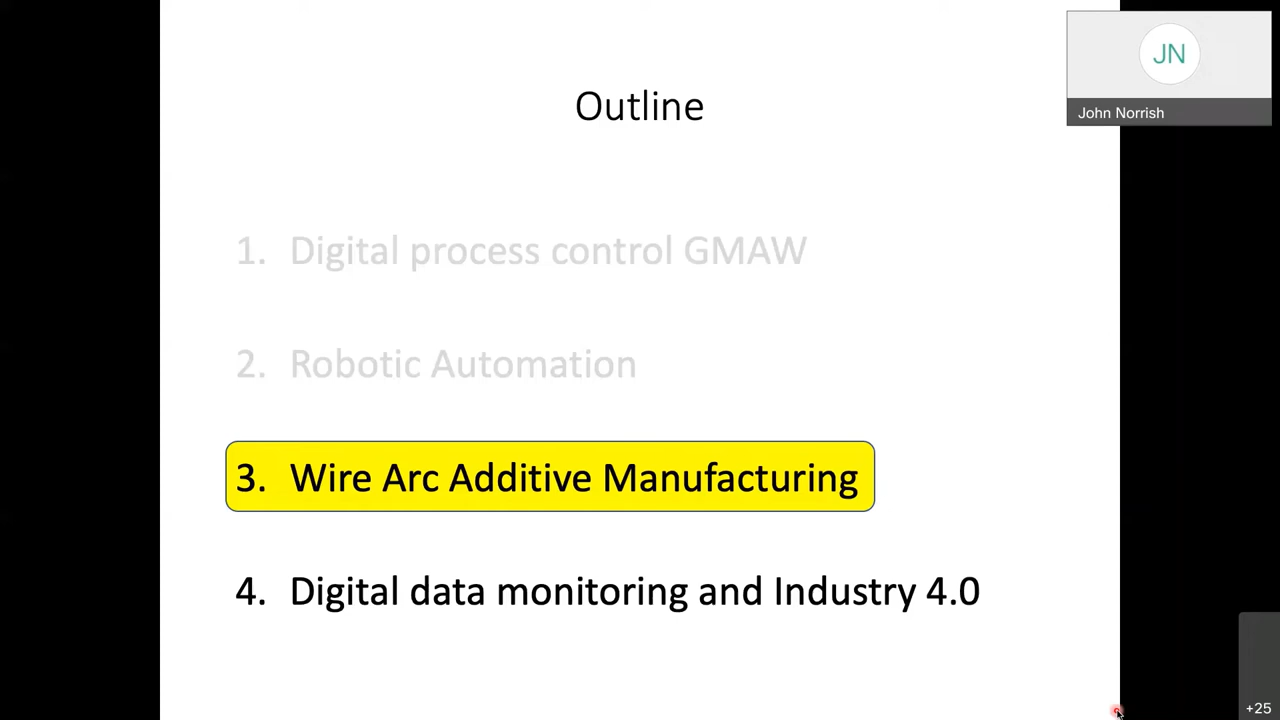 Outline
JN
John Norrish
1. Digital process control GMAW
2. Robotic Automation
3. Wire Arc Additive Manufacturing
4. Digital data monitoring and Industry 4.0
+25